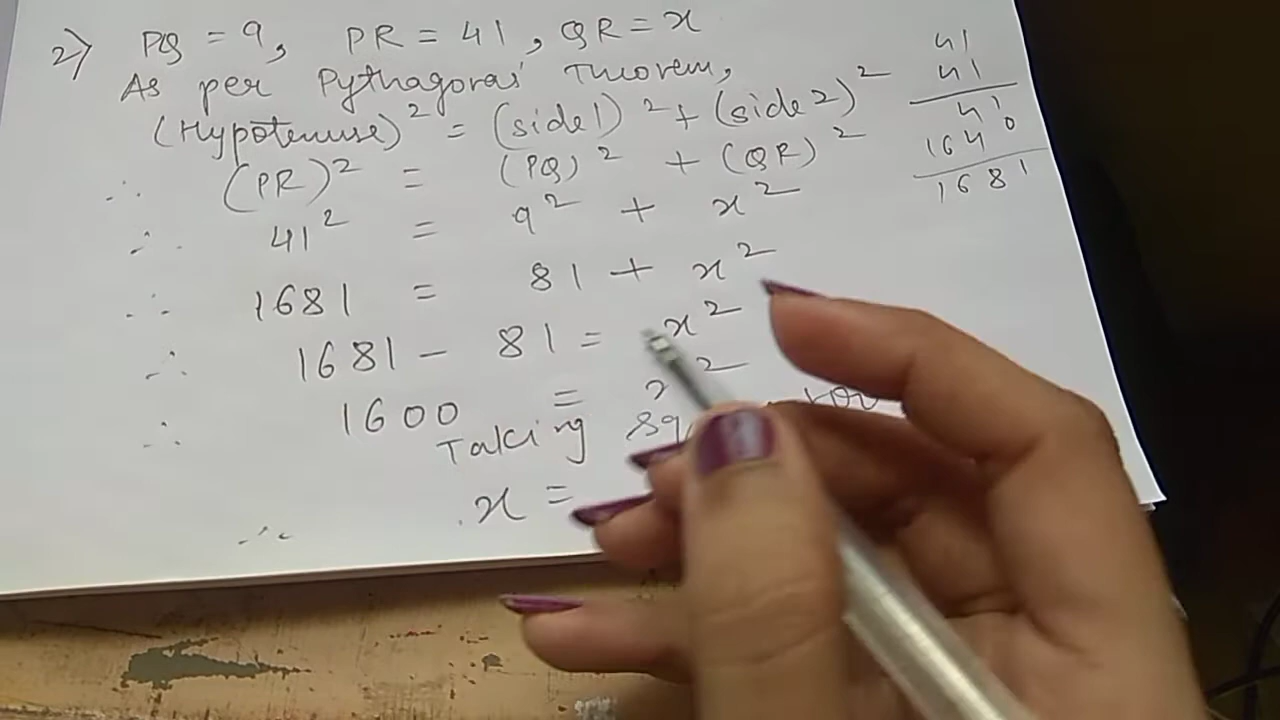 2) PQ = 9, PR = 41, QR = x
As per Pythagoras' Theorem,
(Hypotenuse)² = (side1)² + (side2)²
∴ (PR)² = (PQ)² + (QR)²
∴ 41² = 9² + x²
∴ 1681 = 81 + x²
∴ 1681 - 81 = x²
∴ 1600 = x²
Taking
∴ x =
41
41
41
1640
1681